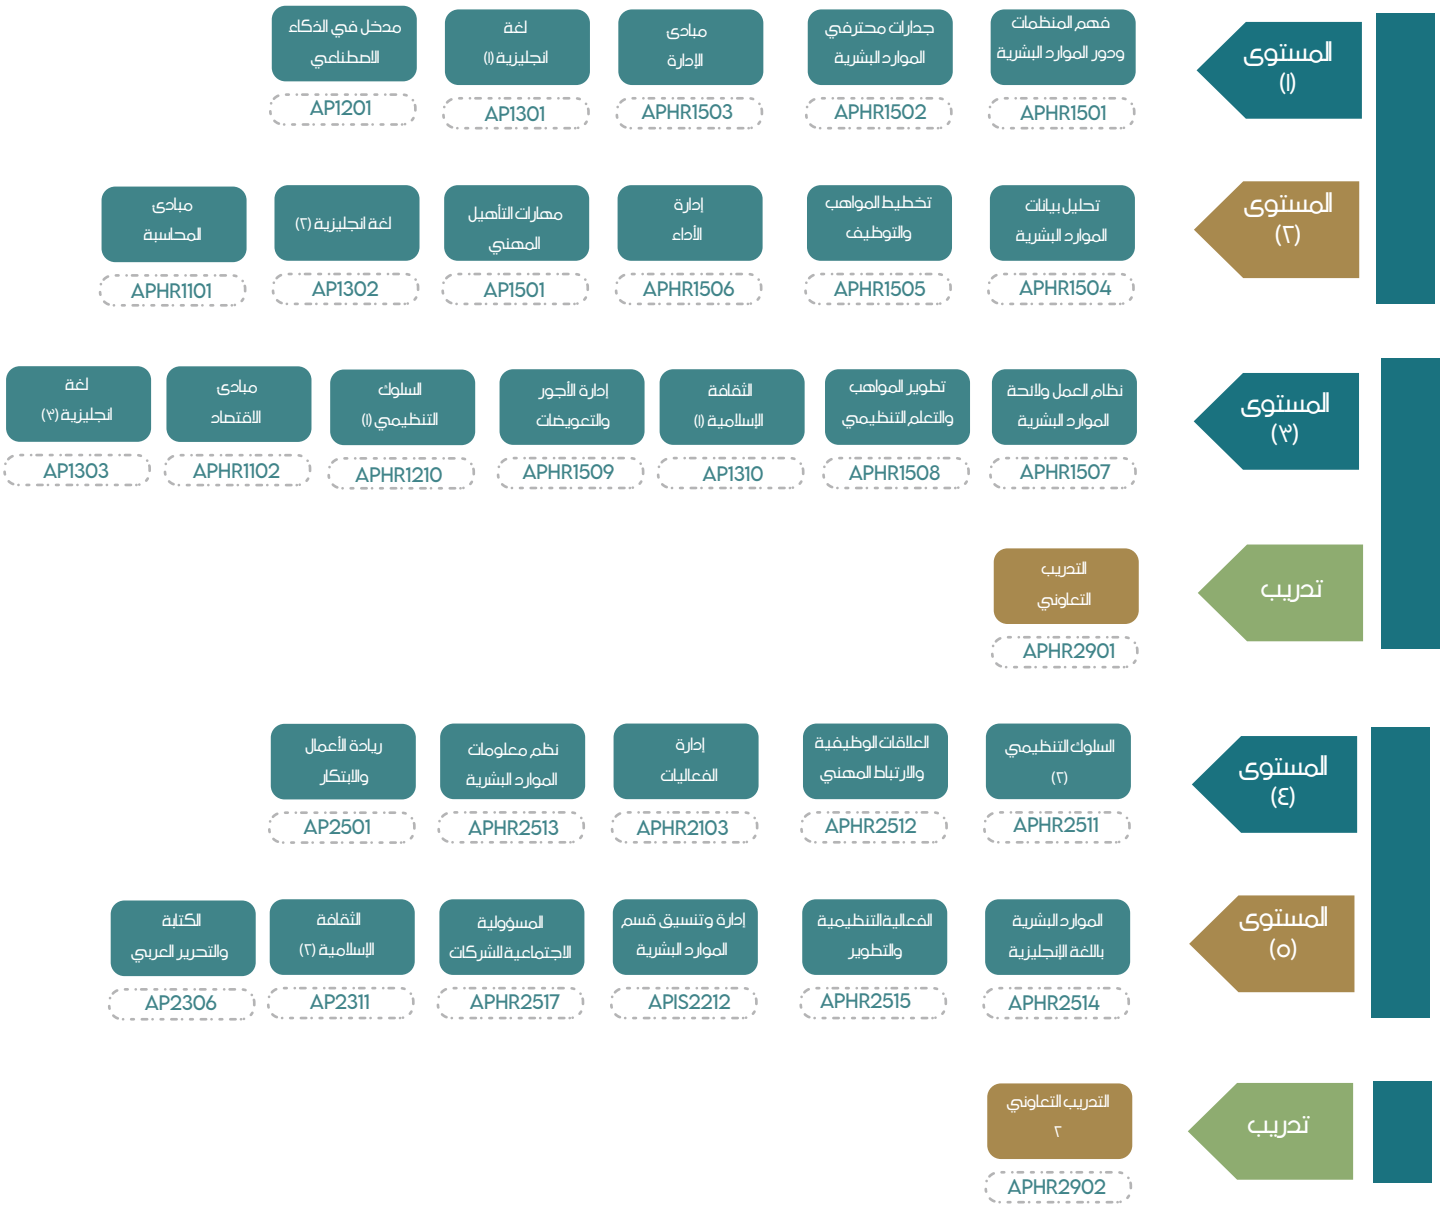 المستوى
(١)
فهم المنظمات
ودور الموارد البشرية
APHR1501
جدارات محترفي
الموارد البشرية
APHR1502
مبادئ
الإدارة
APHR1503
لغة
انجليزية (١)
AP1301
مدخل في الذكاء
الاصطناعي
AP1201
المستوى
(٢)
تحليل بيانات
الموارد البشرية
APHR1504
تخطيط المواهب
والتوظيف
APHR1505
إدارة
الأداء
APHR1506
مهارات التأهيل
المهني
AP1501
لغة انجليزية (٢)
AP1302
مبادئ
المحاسبة
APHR1101
المستوى
(٣)
نظام العمل ولائحة
الموارد البشرية
APHR1507
تطوير المواهب
والتعلم التنظيمي
APHR1508
الثقافة
الإسلامية (١)
AP1310
إدارة الأجور
والتعويضات
APHR1509
السلوك
التنظيمي (١)
APHR1210
مبادئ
الاقتصاد
APHR1102
لغة
انجليزية (٣)
AP1303
تدريب
التدريب
التعاوني
APHR2901
المستوى
(٤)
السلوك التنظيمي
(٢)
APHR2511
العلاقات الوظيفية
والارتباط المهني
APHR2512
إدارة
الفعاليات
APHR2103
نظم معلومات
الموارد البشرية
APHR2513
ريادة الأعمال
والابتكار
AP2501
المستوى
(٥)
الموارد البشرية
باللغة الإنجليزية
APHR2514
الفعالية التنظيمية
والتطوير
APHR2515
إدارة وتنسيق قسم
الموارد البشرية
APIS2212
المسؤولية
الاجتماعية للشركات
APHR2517
الثقافة
الإسلامية (٢)
AP2311
الكتابة
والتحرير العربي
AP2306
تدريب
التدريب التعاوني
٢
APHR2902